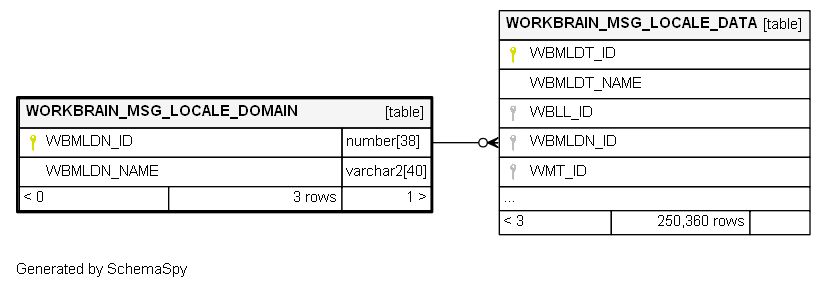 WORKBRAIN_MSG_LOCALE_DATA [table]
WBMLDT_ID
WBMLDT_NAME
WBLL_ID
WBMLDN_ID
WMT_ID
...
< 3 250,360 rows
WORKBRAIN_MSG_LOCALE_DOMAIN [table]
WBMLDN_ID number[38]
WBMLDN_NAME varchar2[40]
< 0 3 rows 1 >
Generated by SchemaSpy